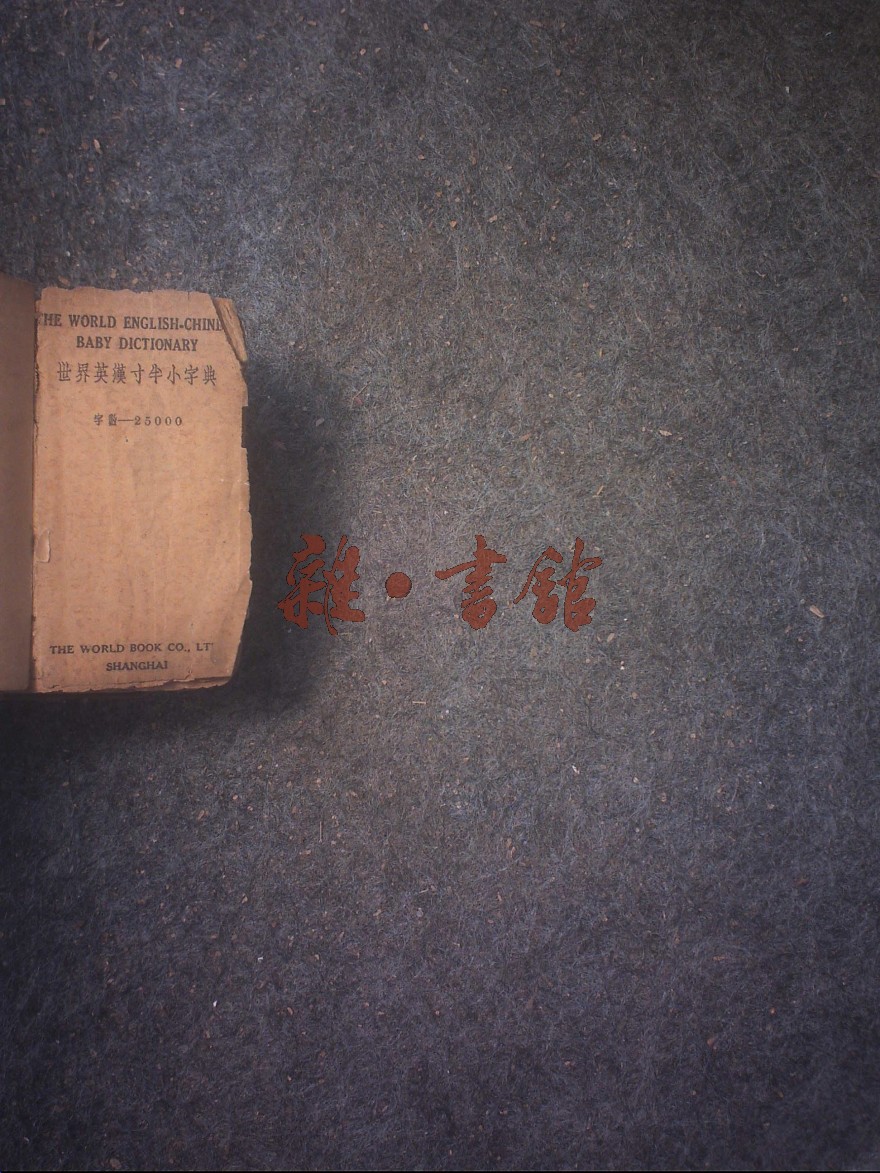 THE WORLD ENGLISH-CHINE
BABY DICTIONARY
世界英漢寸半小字典
字數—25000
雜·書館
THE WORLD BOOK CO., LT
SHANGHAI